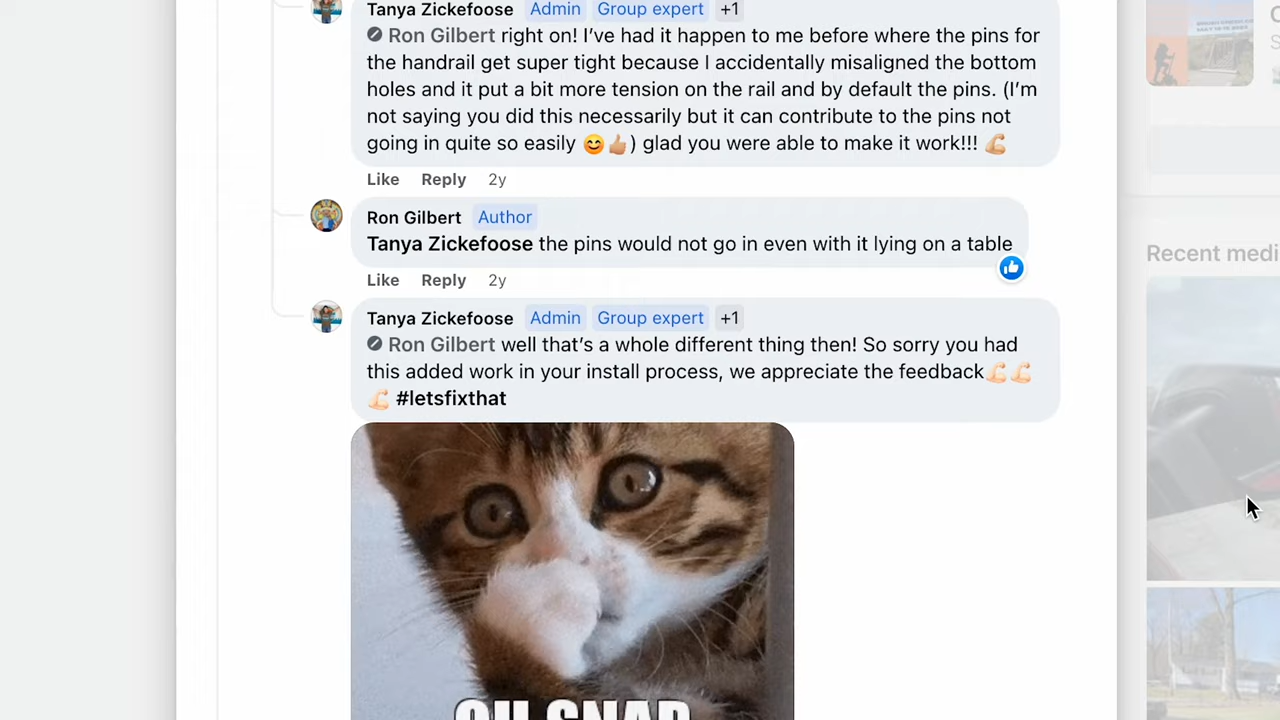 Tanya Zickefoose Admin Group expert +1
Ron Gilbert right on! I’ve had it happen to me before where the pins for
the handrail get super tight because I accidentally misaligned the bottom
holes and it put a bit more tension on the rail and by default the pins. (I’m
not saying you did this necessarily but it can contribute to the pins not
going in quite so easily 😊👍🏼) glad you were able to make it work!!! 💪🏼
Like Reply 2y
Ron Gilbert Author
Tanya Zickefoose the pins would not go in even with it lying on a table
Like Reply 2y
Tanya Zickefoose Admin Group expert +1
Ron Gilbert well that’s a whole different thing then! So sorry you had
this added work in your install process, we appreciate the feedback💪🏻💪🏻
💪🏻 #letsfixthat
OH SNAP
Recent medi